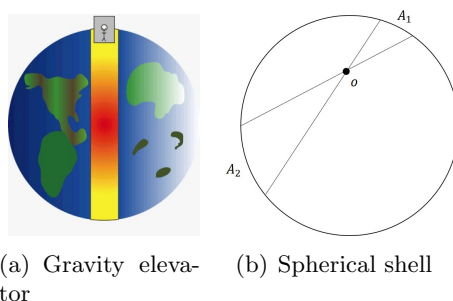 A₁
o
A₂
(a) Gravity eleva-
tor
(b) Spherical shell